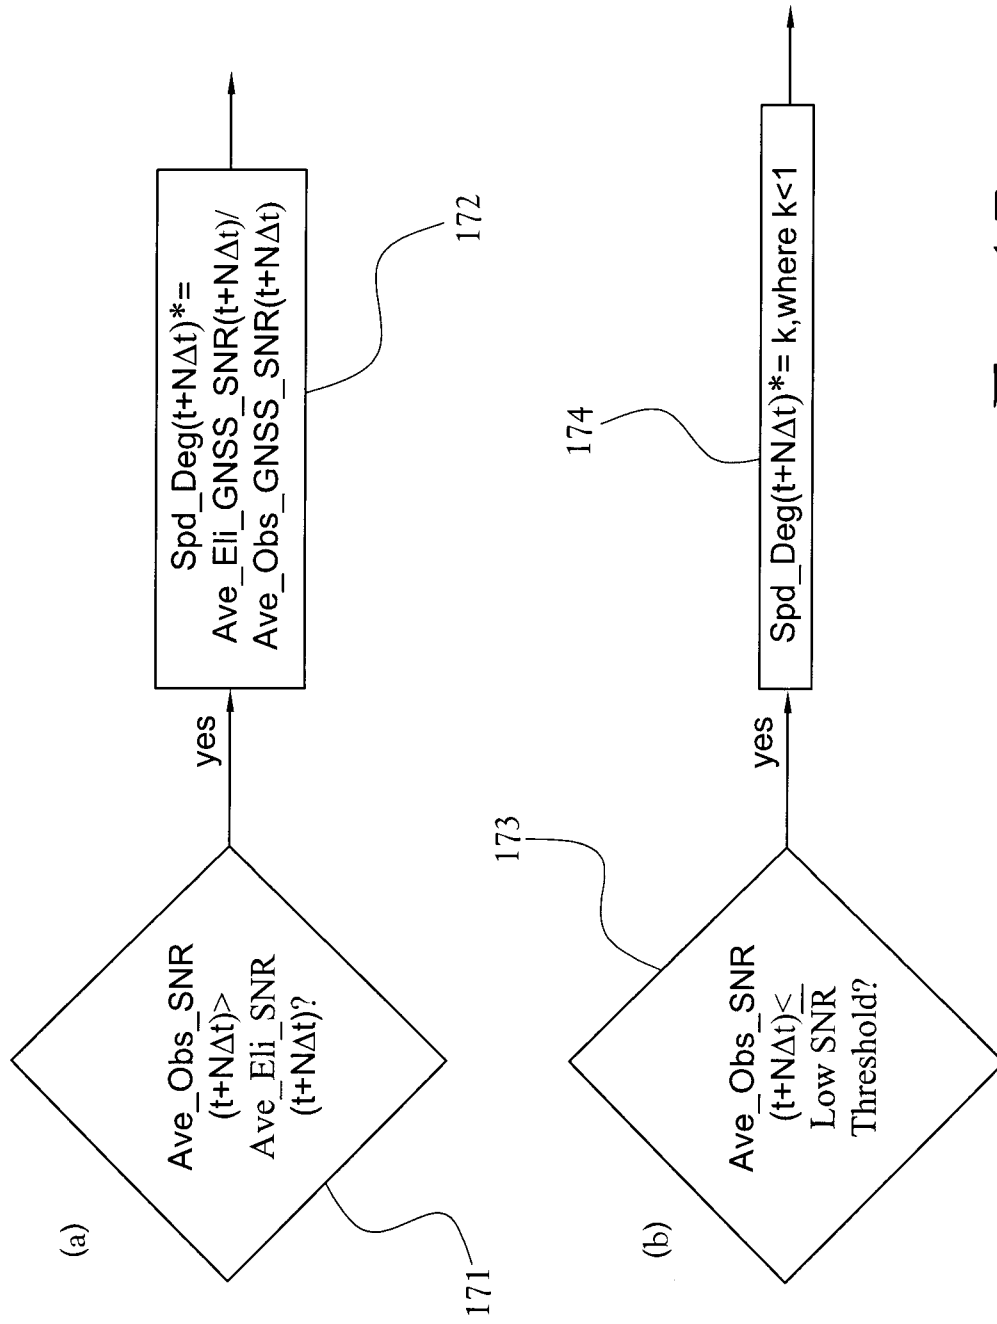 (a)
Ave_Obs_SNR
(t+NΔt)>
Ave_Eli_SNR
(t+NΔt)?
171
yes
Spd_Deg(t+NΔt)*=
Ave_Eli_GNSS_SNR(t+NΔt)/
Ave_Obs_GNSS_SNR(t+NΔt)
172
(b)
Ave_Obs_SNR
(t+NΔt)≤
Low SNR
Threshold?
173
yes
Spd_Deg(t+NΔt)*= k,where k<1
174